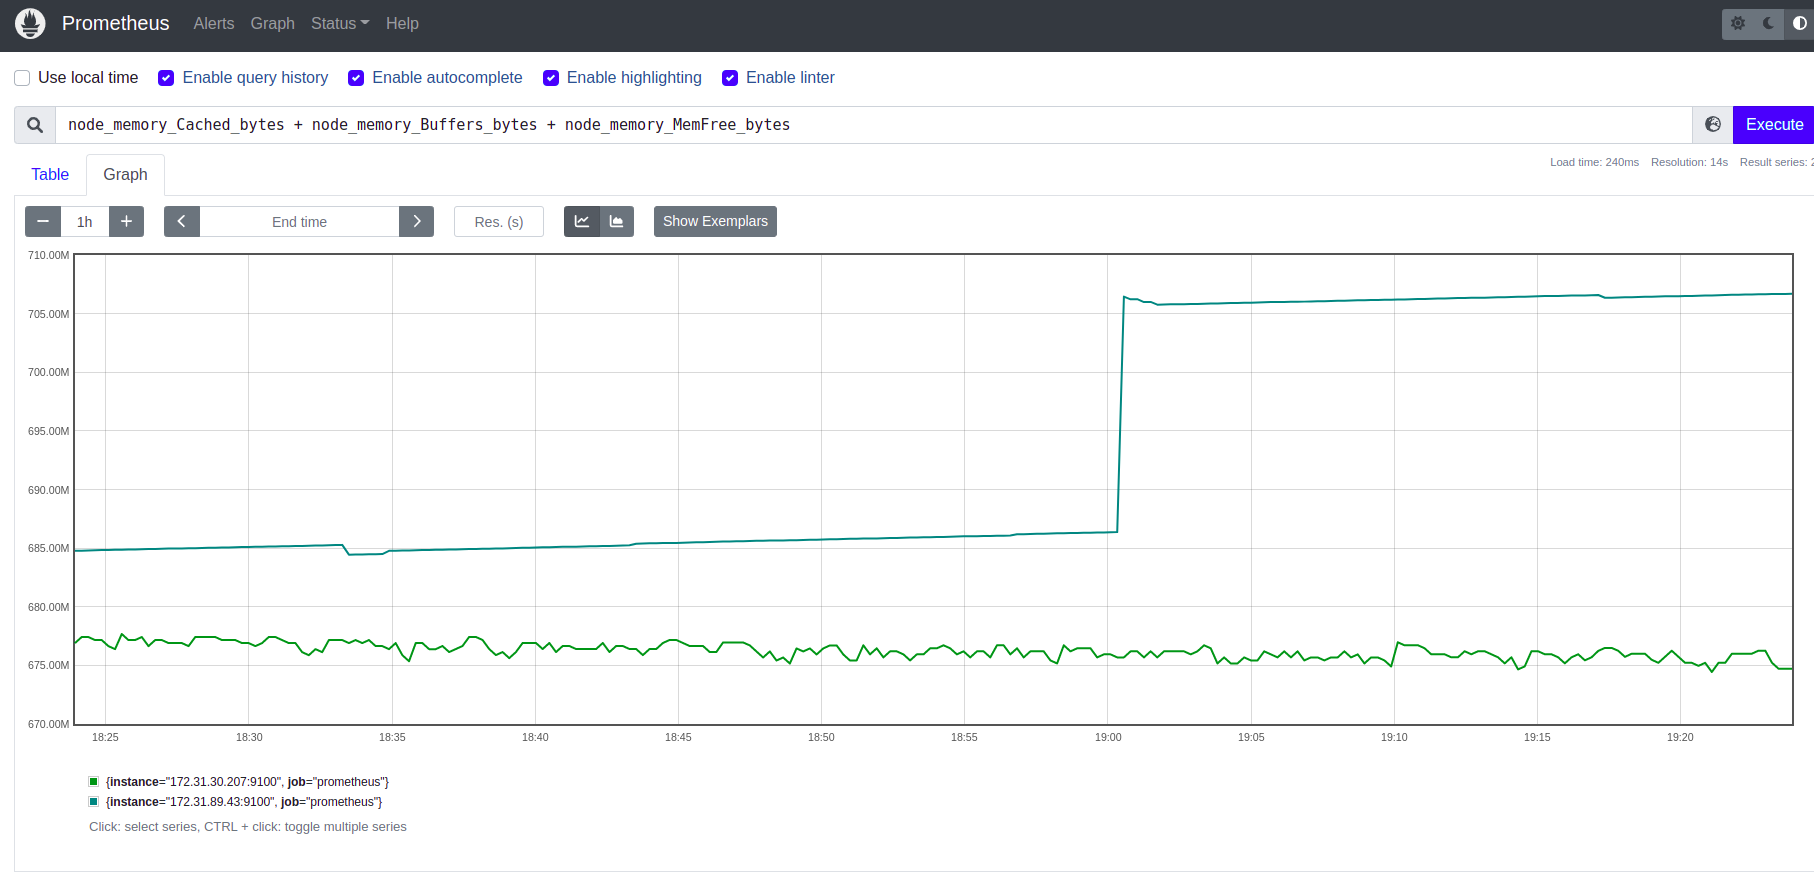 Prometheus Alerts Graph Status Help
Use local time Enable query history Enable autocomplete Enable highlighting Enable linter
node_memory_Cached_bytes + node_memory_Buffers_bytes + node_memory_MemFree_bytes Execute
Load time: 240ms Resolution: 14s Result series: 2
Table Graph
1h End time Res. (s) Show Exemplars
710.00M
705.00M
700.00M
695.00M
690.00M
685.00M
680.00M
675.00M
670.00M
18:25 18:30 18:35 18:40 18:45 18:50 18:55 19:00 19:05 19:10 19:15 19:20
{instance="172.31.30.207:9100", job="prometheus"}
{instance="172.31.89.43:9100", job="prometheus"}
Click: select series, CTRL + click: toggle multiple series